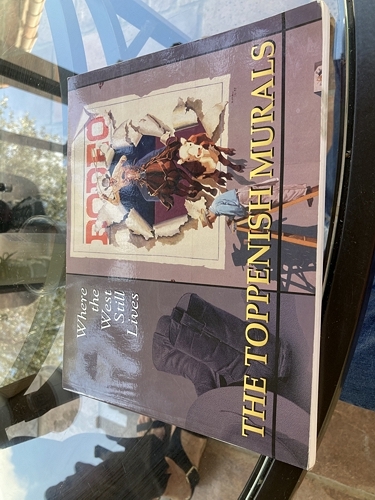 RODEO
Where
the
West
Still
Lives
THE TOPPENISH MURALS